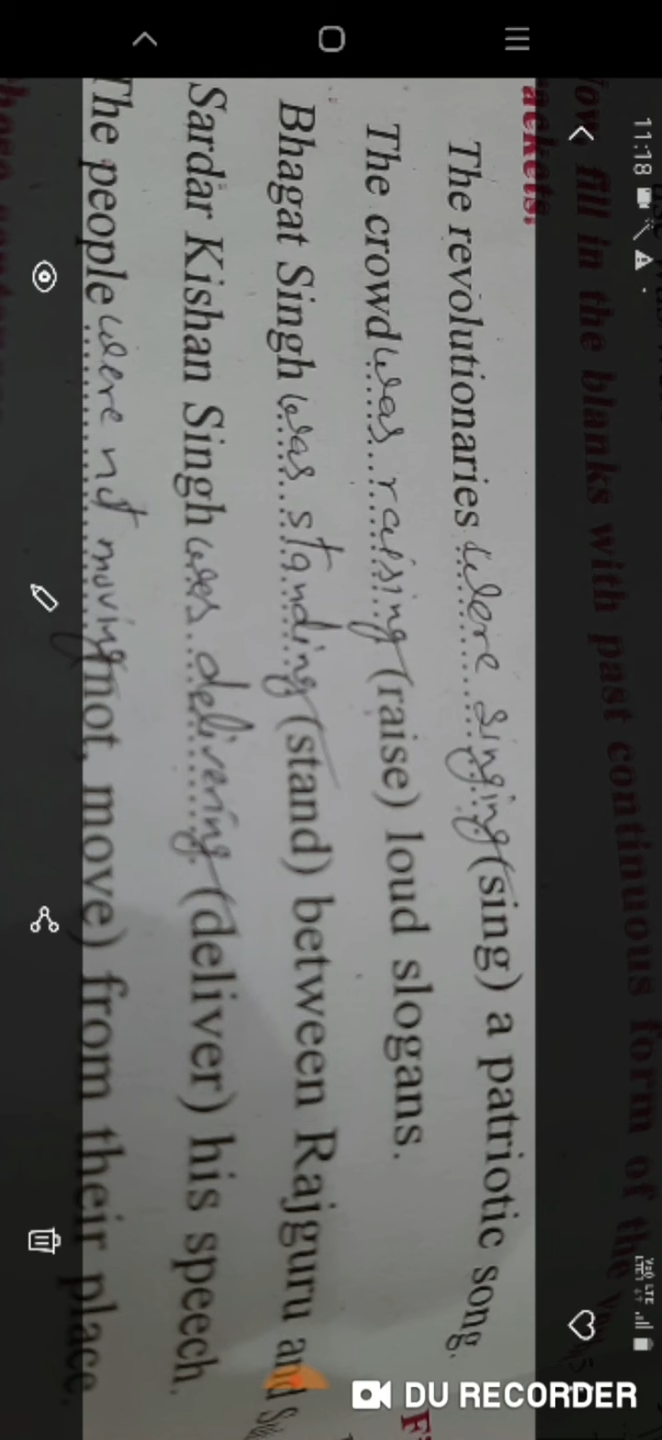 11:18
Now, fill in the blanks with past continuous form of the
ackets.
The revolutionaries were singing (sing) a patriotic song.
The crowd was raising (raise) loud slogans.
Bhagat Singh was standing (stand) between Rajguru and
Sardar Kishan Singh was delivering (deliver) his speech.
The people were not moving not, move) from their place.
DU RECORDER